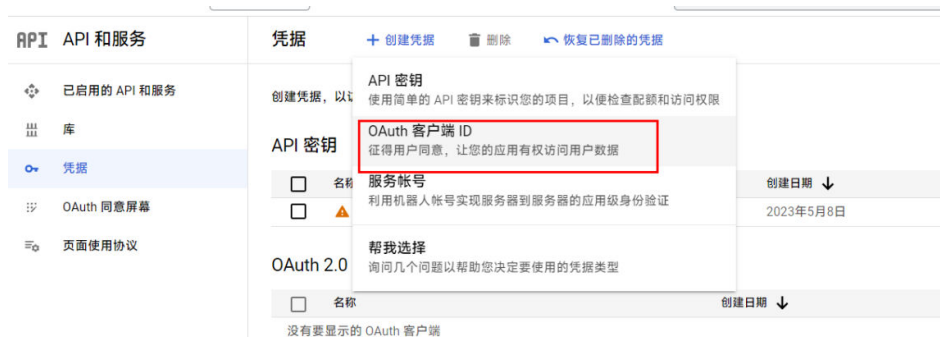 API API 和服务
凭据
创建凭据
删除
恢复已删除的凭据
已启用的 API 和服务
库
凭据
OAuth 同意屏幕
页面使用协议
创建凭据，以
API 密钥
使用简单的 API 密钥来标识您的项目，以便检查配额和访问权限
OAuth 客户端 ID
征得用户同意，让您的应用有权访问用户数据
服务帐号
利用机器人帐号实现服务器到服务器的应用级身份验证
帮我选择
询问几个问题以帮助您决定要使用的凭据类型
API 密钥
名称
创建日期
2023年5月8日
OAuth 2.0
名称
创建日期
没有要显示的 OAuth 客户端